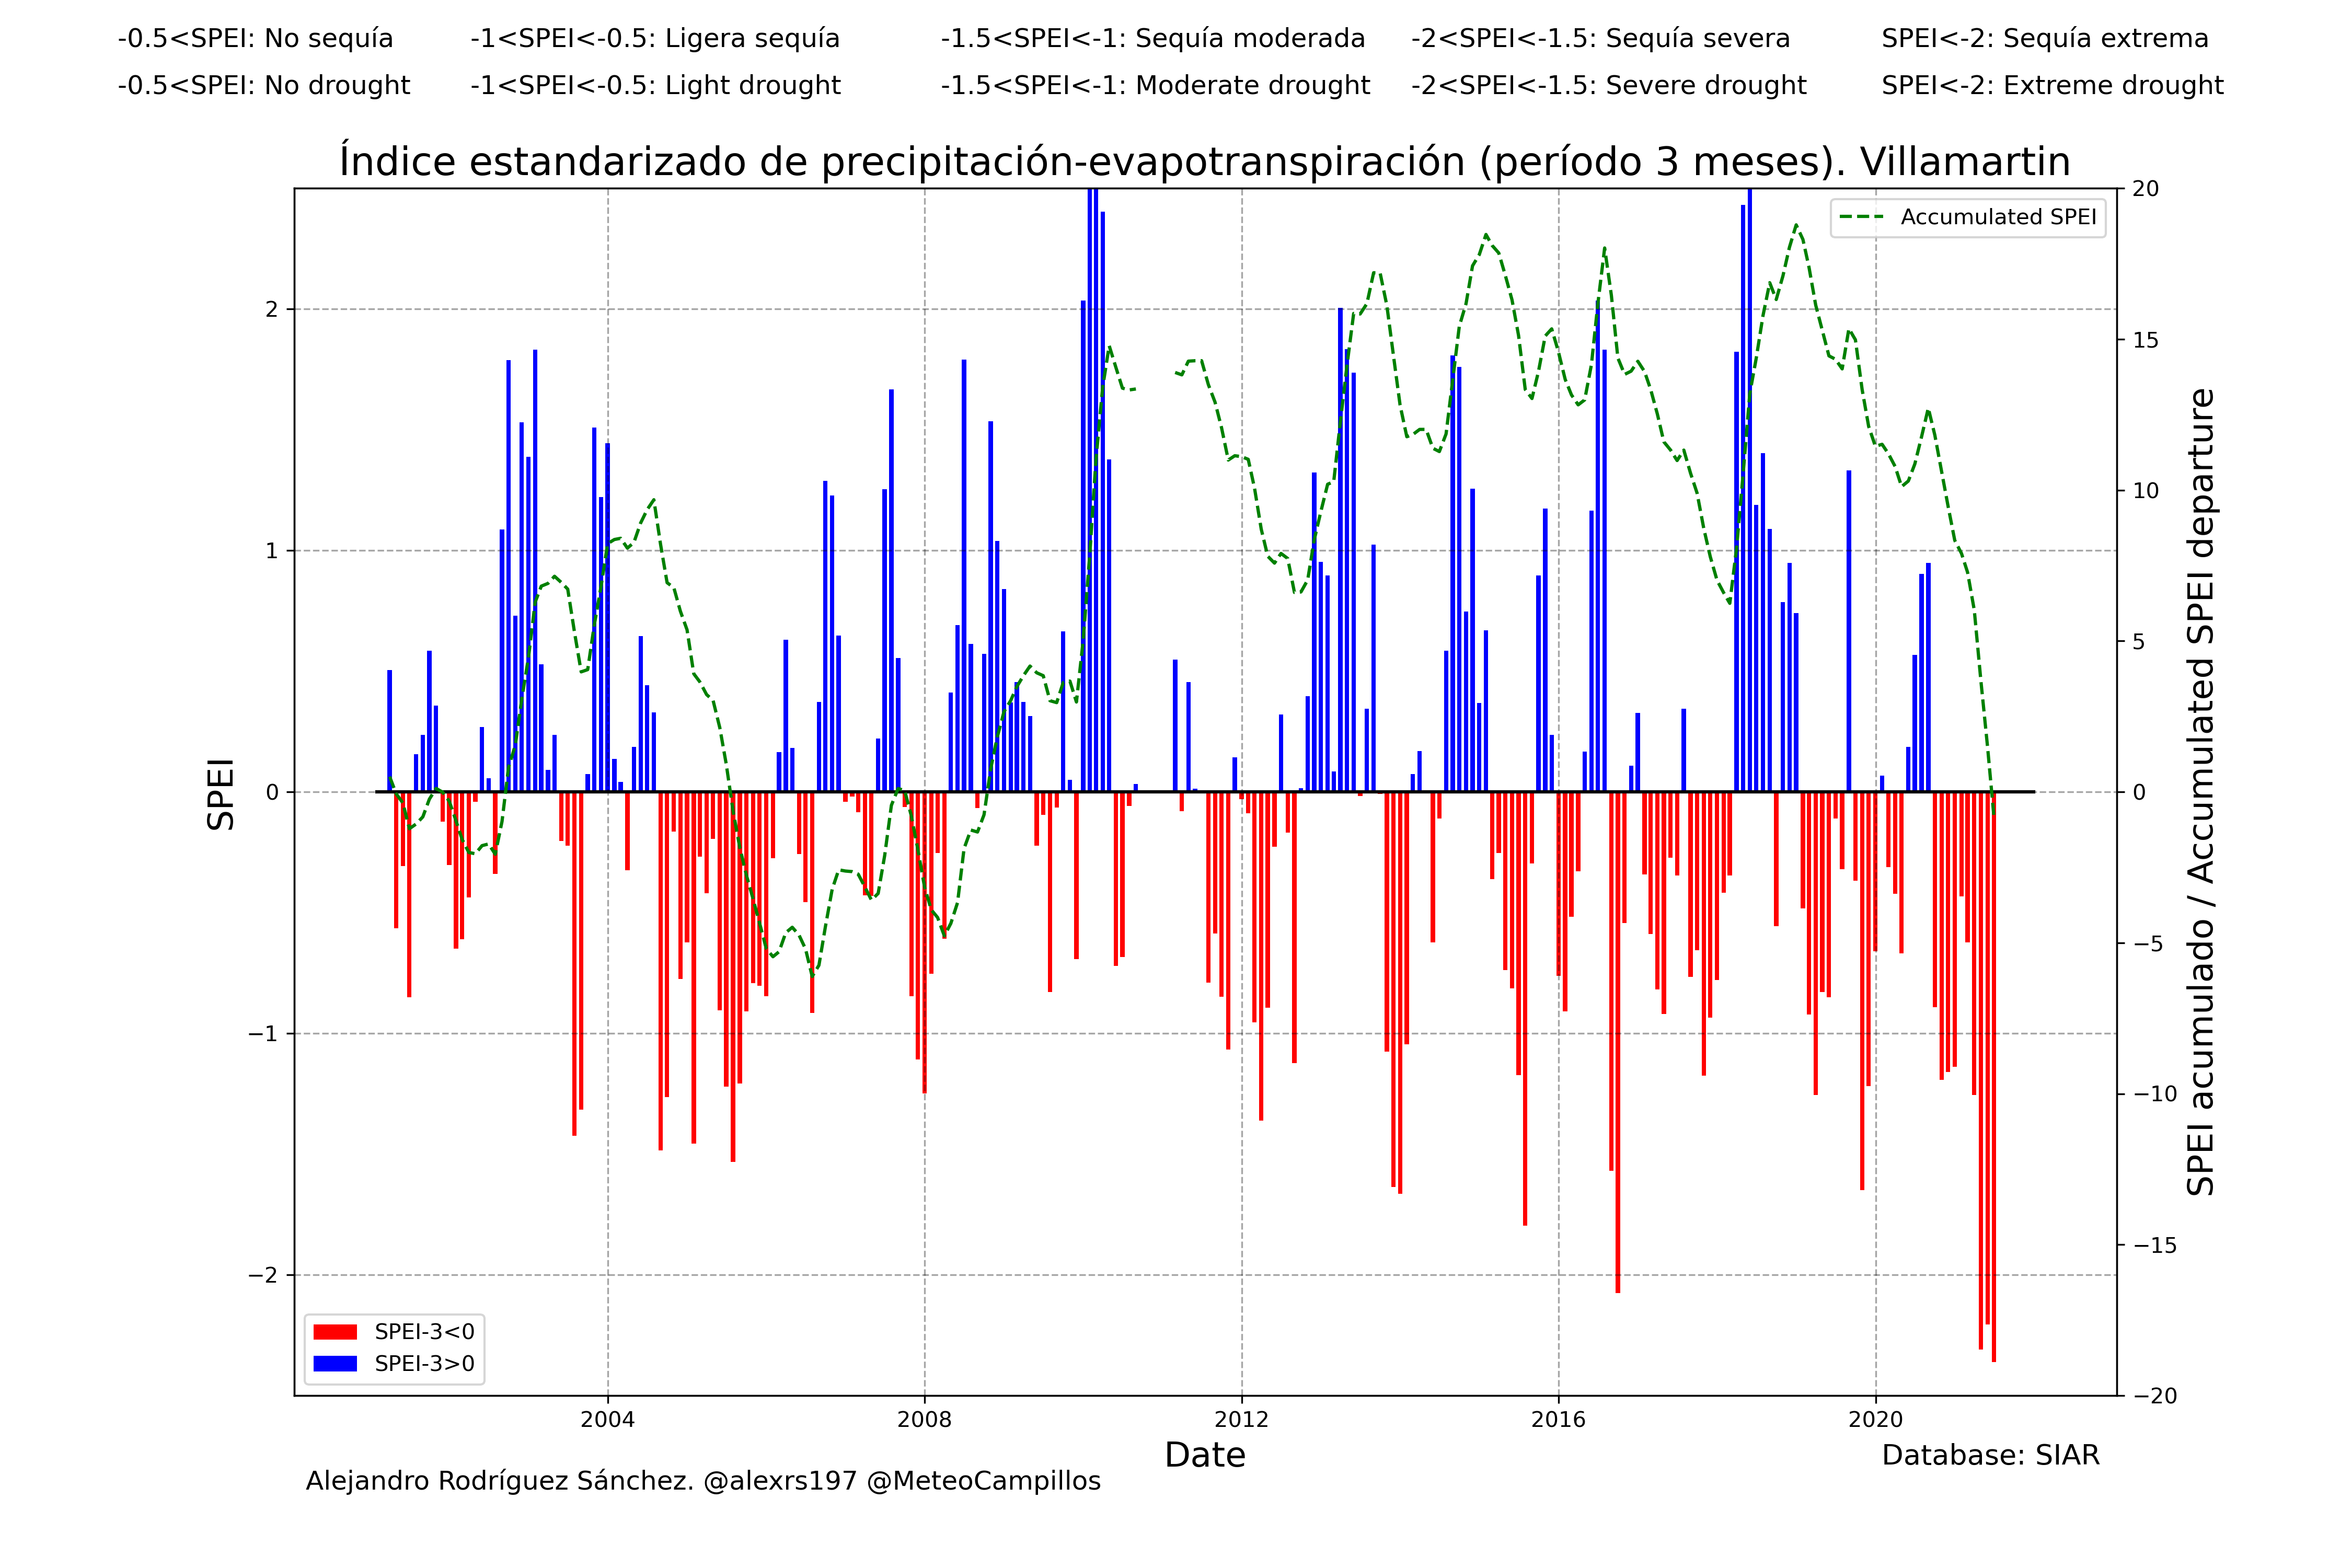 -0.5<SPEI: No sequía -1<SPEI<-0.5: Ligera sequía -1.5<SPEI<-1: Sequía moderada -2<SPEI<-1.5: Sequía severa SPEI<-2: Sequía extrema
-0.5<SPEI: No drought -1<SPEI<-0.5: Light drought -1.5<SPEI<-1: Moderate drought -2<SPEI<-1.5: Severe drought SPEI<-2: Extreme drought
Índice estandarizado de precipitación-evapotranspiración (período 3 meses). Villamartin
Accumulated SPEI
SPEI
2
1
0
−1
−2
20
15
10
5
0
−5
−10
−15
−20
SPEI acumulado / Accumulated SPEI departure
SPEI-3<0
SPEI-3>0
2004 2008 2012 2016 2020
Date
Database: SIAR
Alejandro Rodríguez Sánchez. @alexrs197 @MeteoCampillos